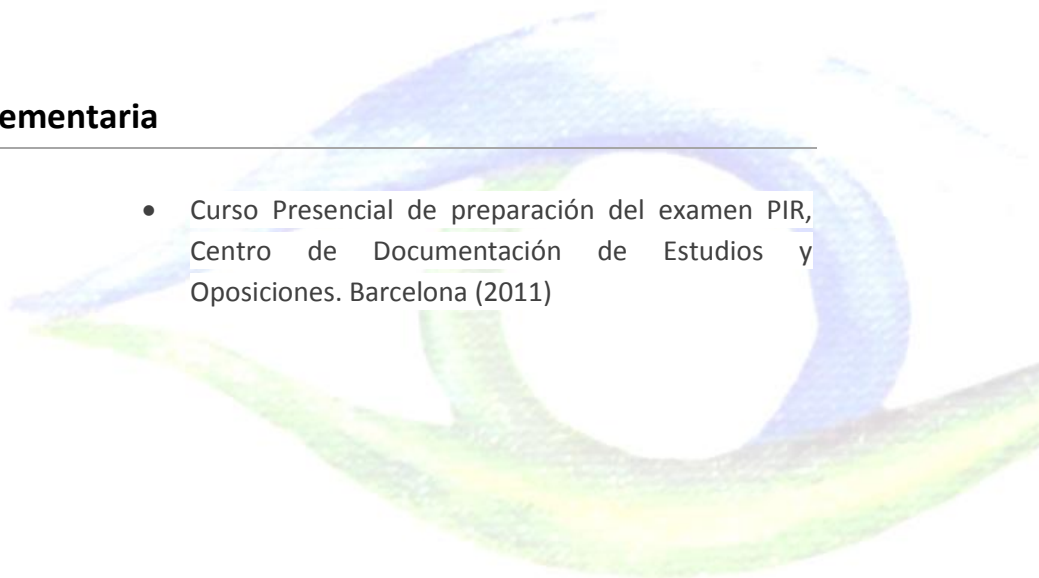 ementaria
• Curso Presencial de preparación del examen PIR,
Centro de Documentación de Estudios y
Oposiciones. Barcelona (2011)